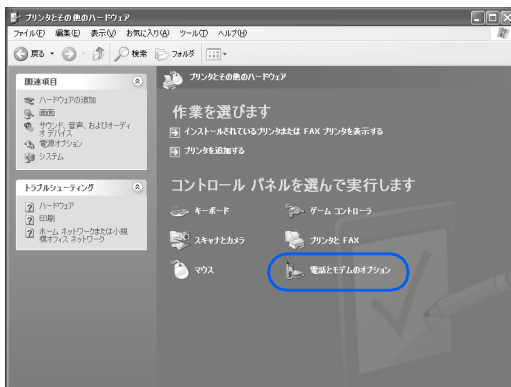 プリンタとその他のハードウェア
ファイル(F) 編集(E) 表示(V) お気に入り(A) ツール(T) ヘルプ(H)
戻る 検索 フォルダ
関連項目
ハードウェアの追加
画面
サウンド、音声、およびオーディ
オ デバイス
電源オプション
システム
トラブルシューティング
ハードウェア
印刷
ホーム ネットワークまたは小規
模オフィス ネットワーク
プリンタとその他のハードウェア
作業を選びます
インストールされているプリンタまたは FAX プリンタを表示する
プリンタを追加する
コントロール パネルを選んで実行します
キーボード ゲーム コントローラ
スキャナとカメラ プリンタと FAX
マウス 電話とモデムのオプション